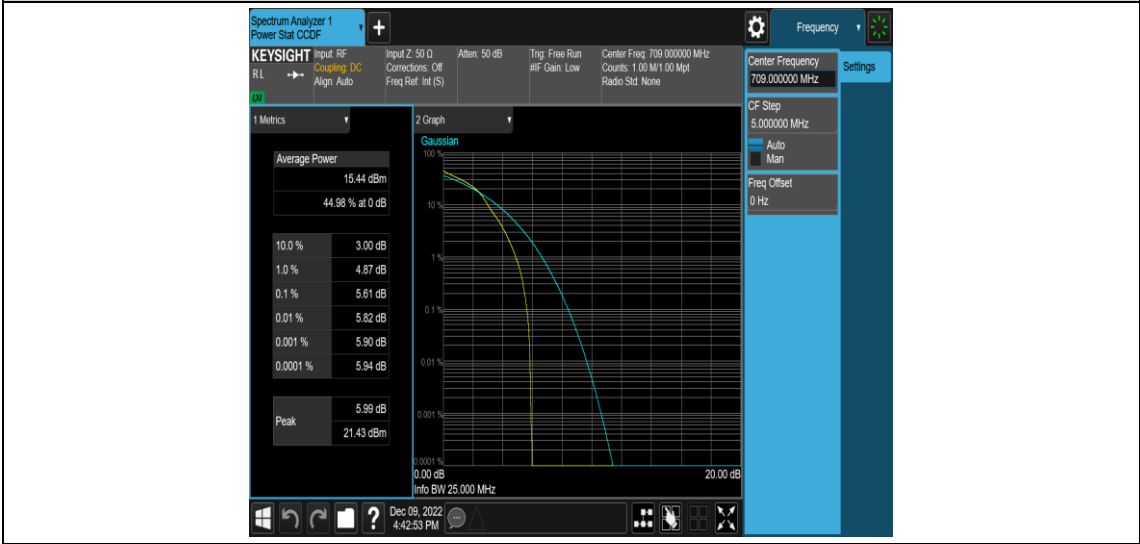 Spectrum Analyzer 1
Power Stat CCDF
+
Frequency
KEYSIGHT
RL
LXI
Input: RF
Coupling: DC
Align: Auto
Input Z: 50 Ω
Corrections: Off
Freq Ref: Int (S)
Atten: 50 dB
Trig: Free Run
#IF Gain: Low
Center Freq: 709.000000 MHz
Counts: 1.00 M/1.00 Mpt
Radio Std: None
Center Frequency
709.000000 MHz
Settings
CF Step
5.000000 MHz
Auto
Man
Freq Offset
0 Hz
1 Metrics
Average Power
15.44 dBm
44.98 % at 0 dB
10.0 % 3.00 dB
1.0 % 4.87 dB
0.1 % 5.61 dB
0.01 % 5.82 dB
0.001 % 5.90 dB
0.0001 % 5.94 dB
Peak
5.99 dB
21.43 dBm
2 Graph
Gaussian
100 %
10 %
1 %
0.1 %
0.01 %
0.001 %
0.0001 %
0.00 dB 20.00 dB
Info BW 25.000 MHz
?
Dec 09, 2022
4:42:53 PM